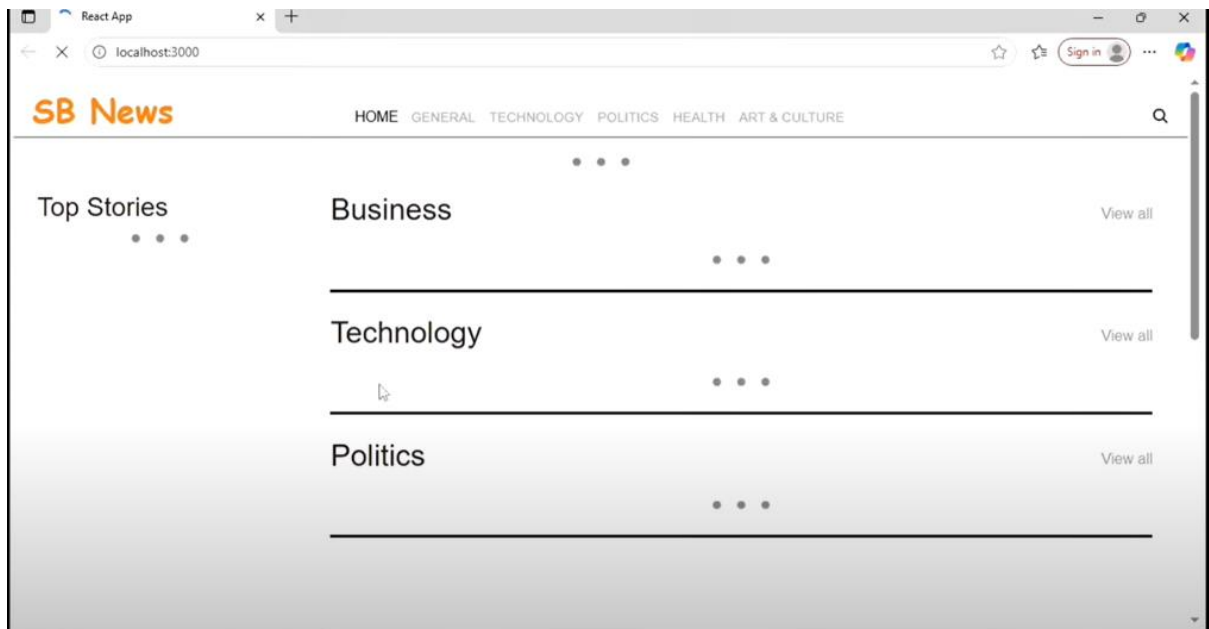 React App
localhost:3000
Sign in
SB News
HOME GENERAL TECHNOLOGY POLITICS HEALTH ART & CULTURE
Top Stories
Business
View all
Technology
View all
Politics
View all